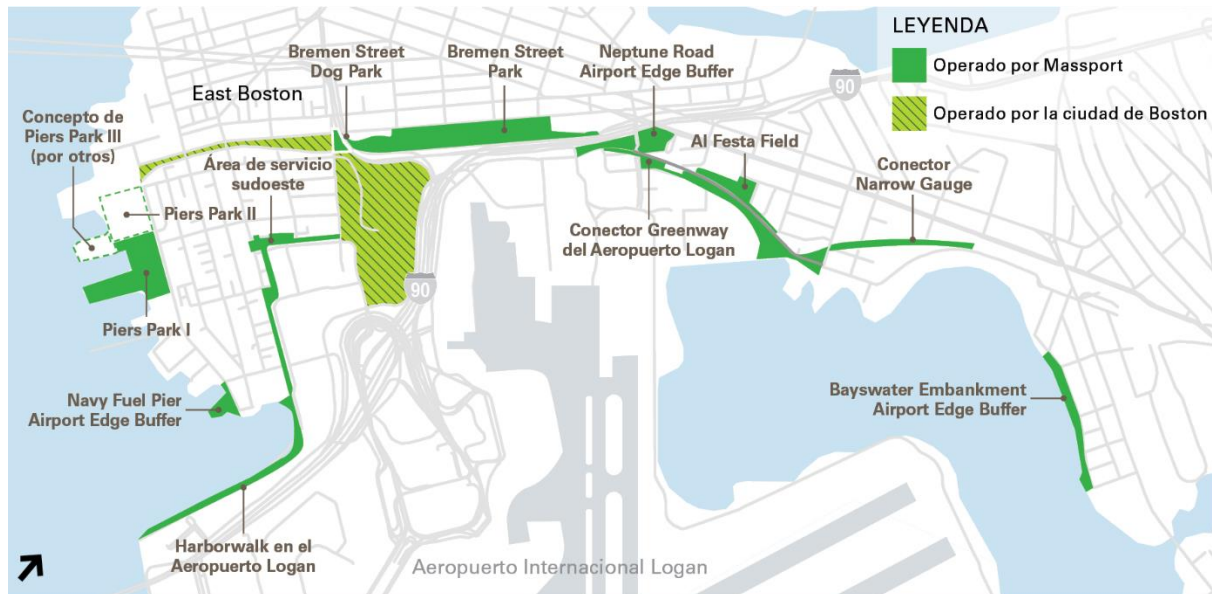 LEYENDA
Operado por Massport
Operado por la ciudad de Boston
Bremen Street
Dog Park
Bremen Street
Park
Neptune Road
Airport Edge Buffer
90
East Boston
Concepto de
Piers Park III
(por otros)
Área de servicio
sudoeste
Al Festa Field
Conector
Narrow Gauge
Piers Park II
Conector Greenway
del Aeropuerto Logan
90
Piers Park I
Navy Fuel Pier
Airport Edge Buffer
Bayswater Embankment
Airport Edge Buffer
Harborwalk en el
Aeropuerto Logan
Aeropuerto Internacional Logan